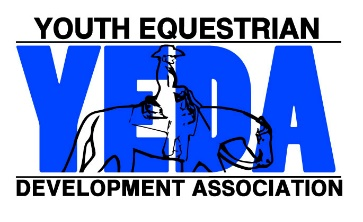 YOUTH EQUESTRIAN
YEDA
DEVELOPMENT ASSOCIATION